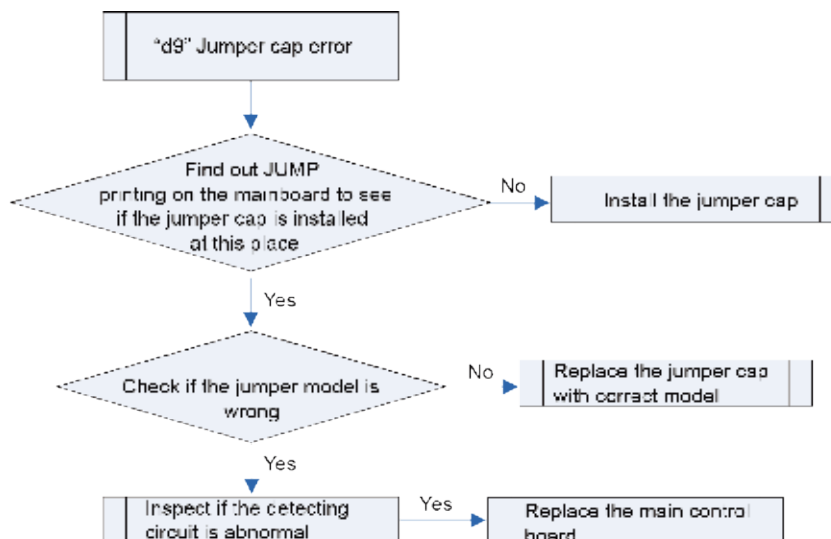 "d9" Jumper cap error
Find out JUMP
printing on the mainboard to see
if the jumper cap is installed
at this place
No
Install the jumper cap
Yes
Check if the jumper model is
wrong
No
Replace the jumper cap
with correct model
Yes
Inspect if the detecting
circuit is abnormal
Yes
Replace the main control
board